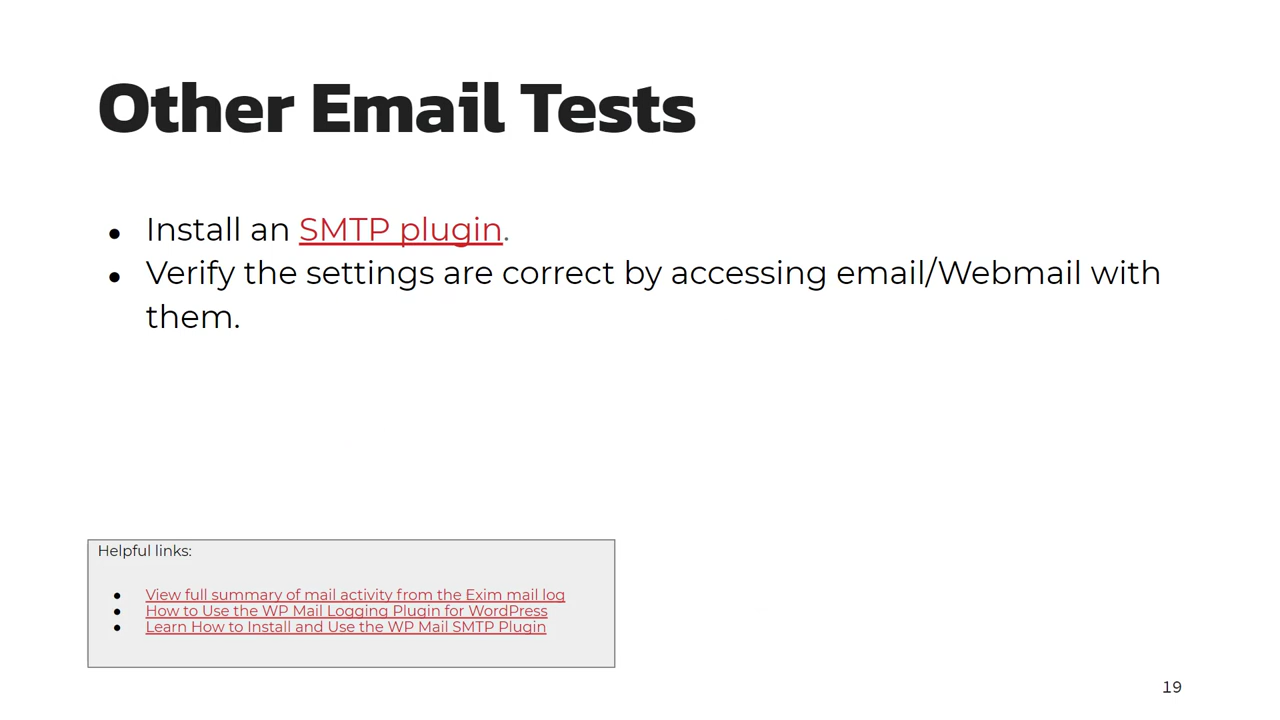 Other Email Tests
● Install an SMTP plugin.
● Verify the settings are correct by accessing email/Webmail with
them.
Helpful links:
● View full summary of mail activity from the Exim mail log
● How to Use the WP Mail Logging Plugin for WordPress
● Learn How to Install and Use the WP Mail SMTP Plugin
19